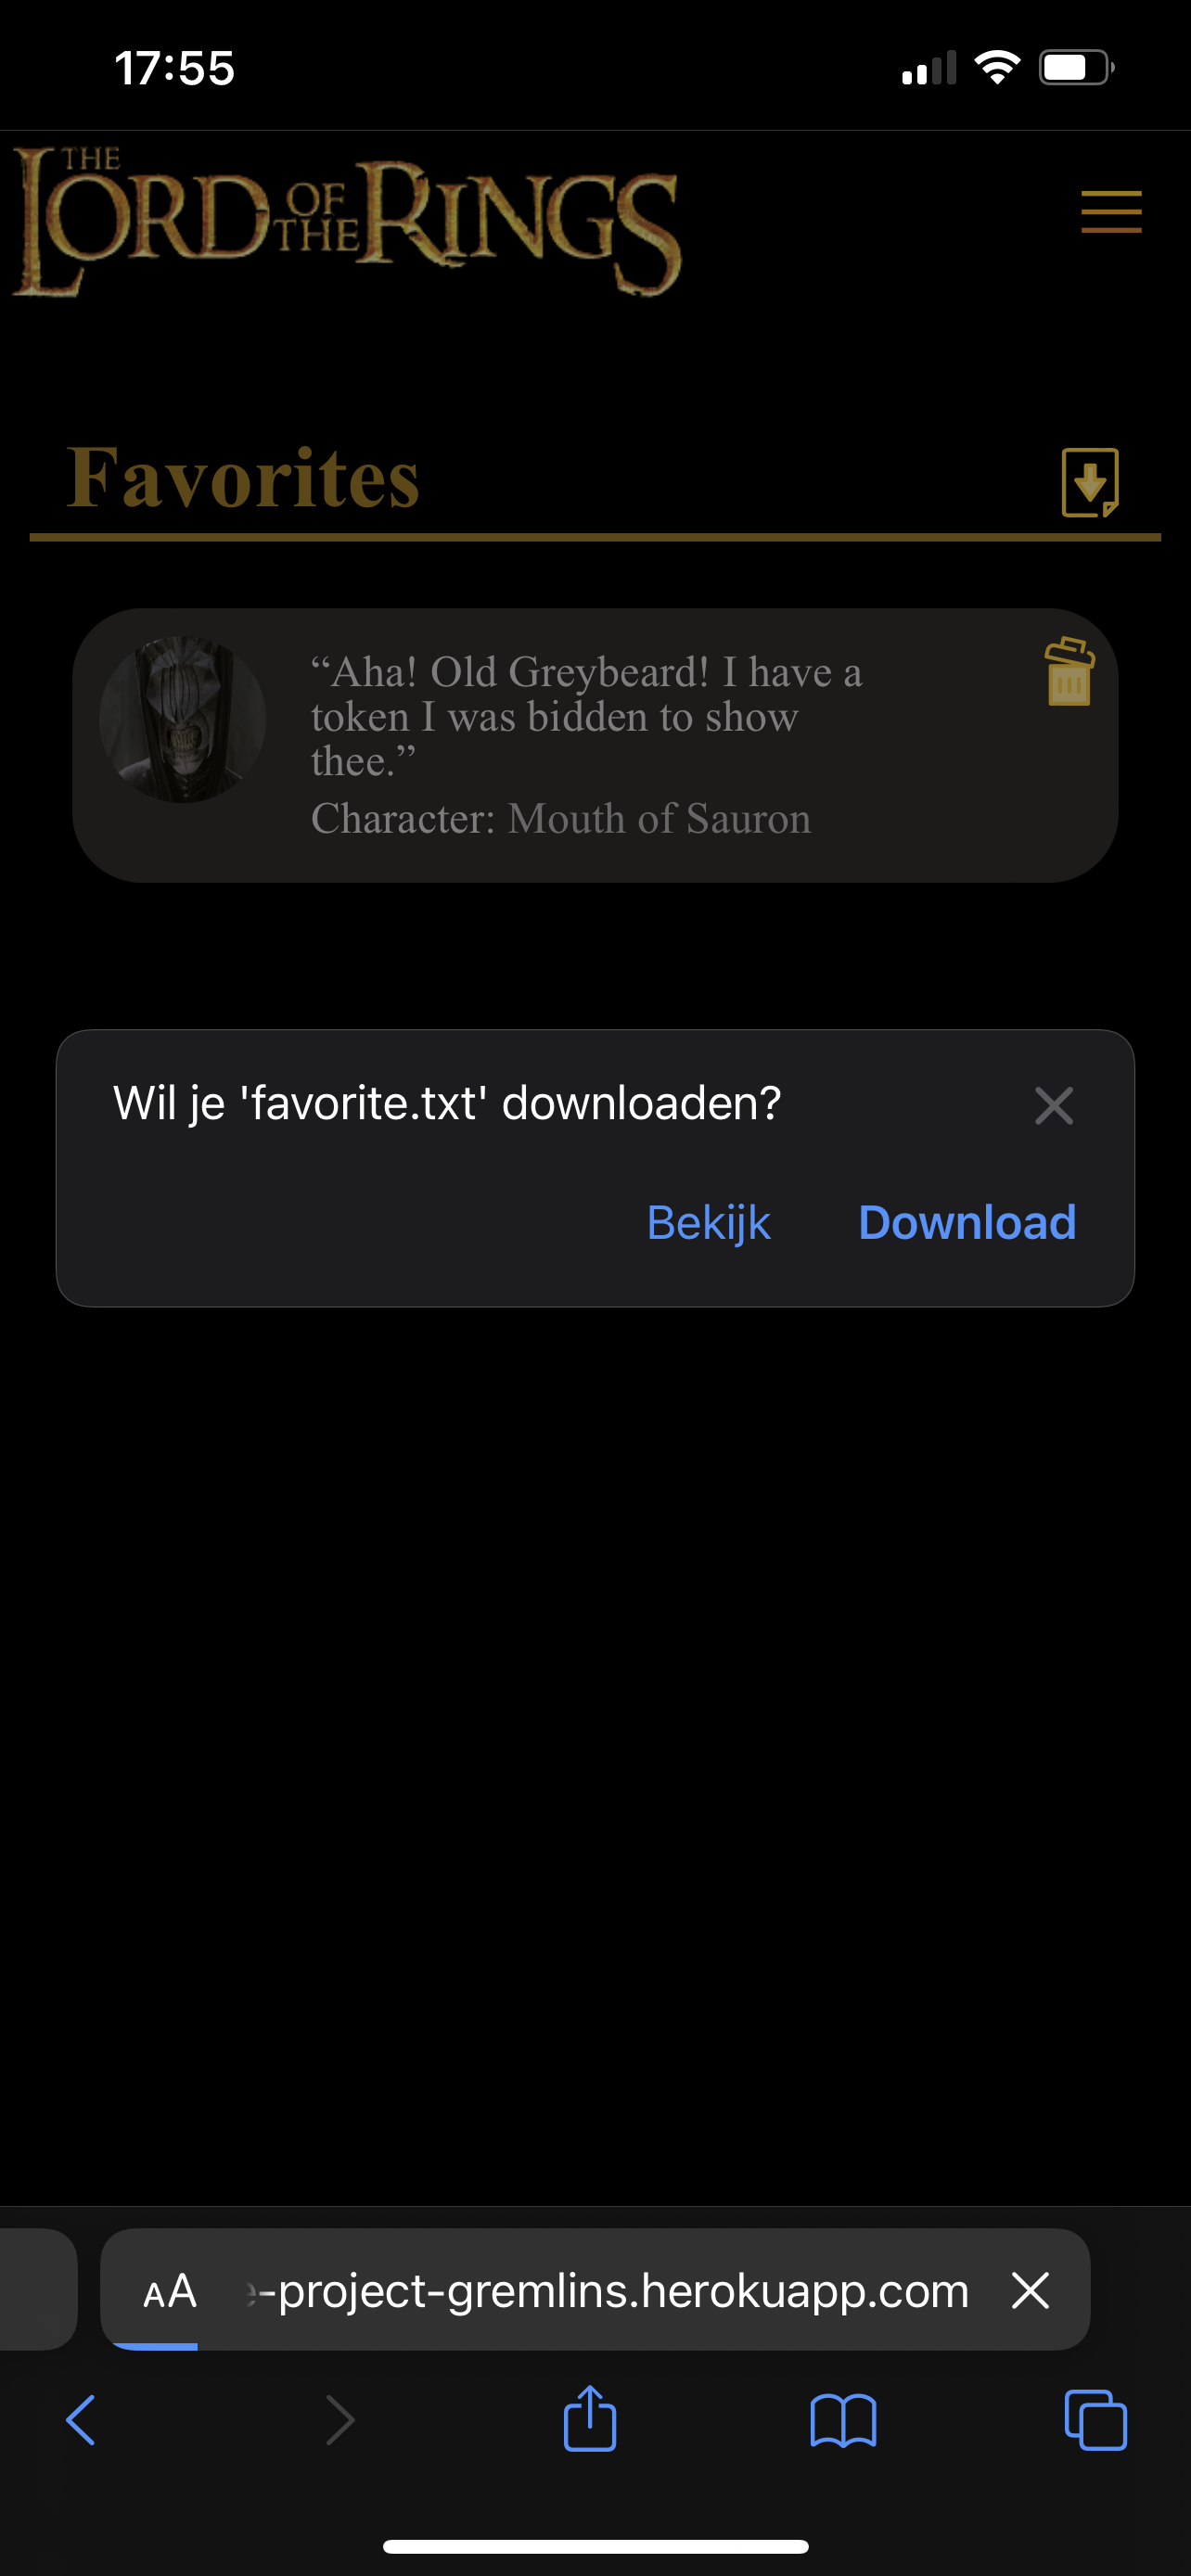 17:55
THE LORD OF THE RINGS
Favorites
“Aha! Old Greybeard! I have a
token I was bidden to show
thee.”
Character: Mouth of Sauron
Wil je 'favorite.txt' downloaden?
Bekijk Download
AA -project-gremlins.herokuapp.com